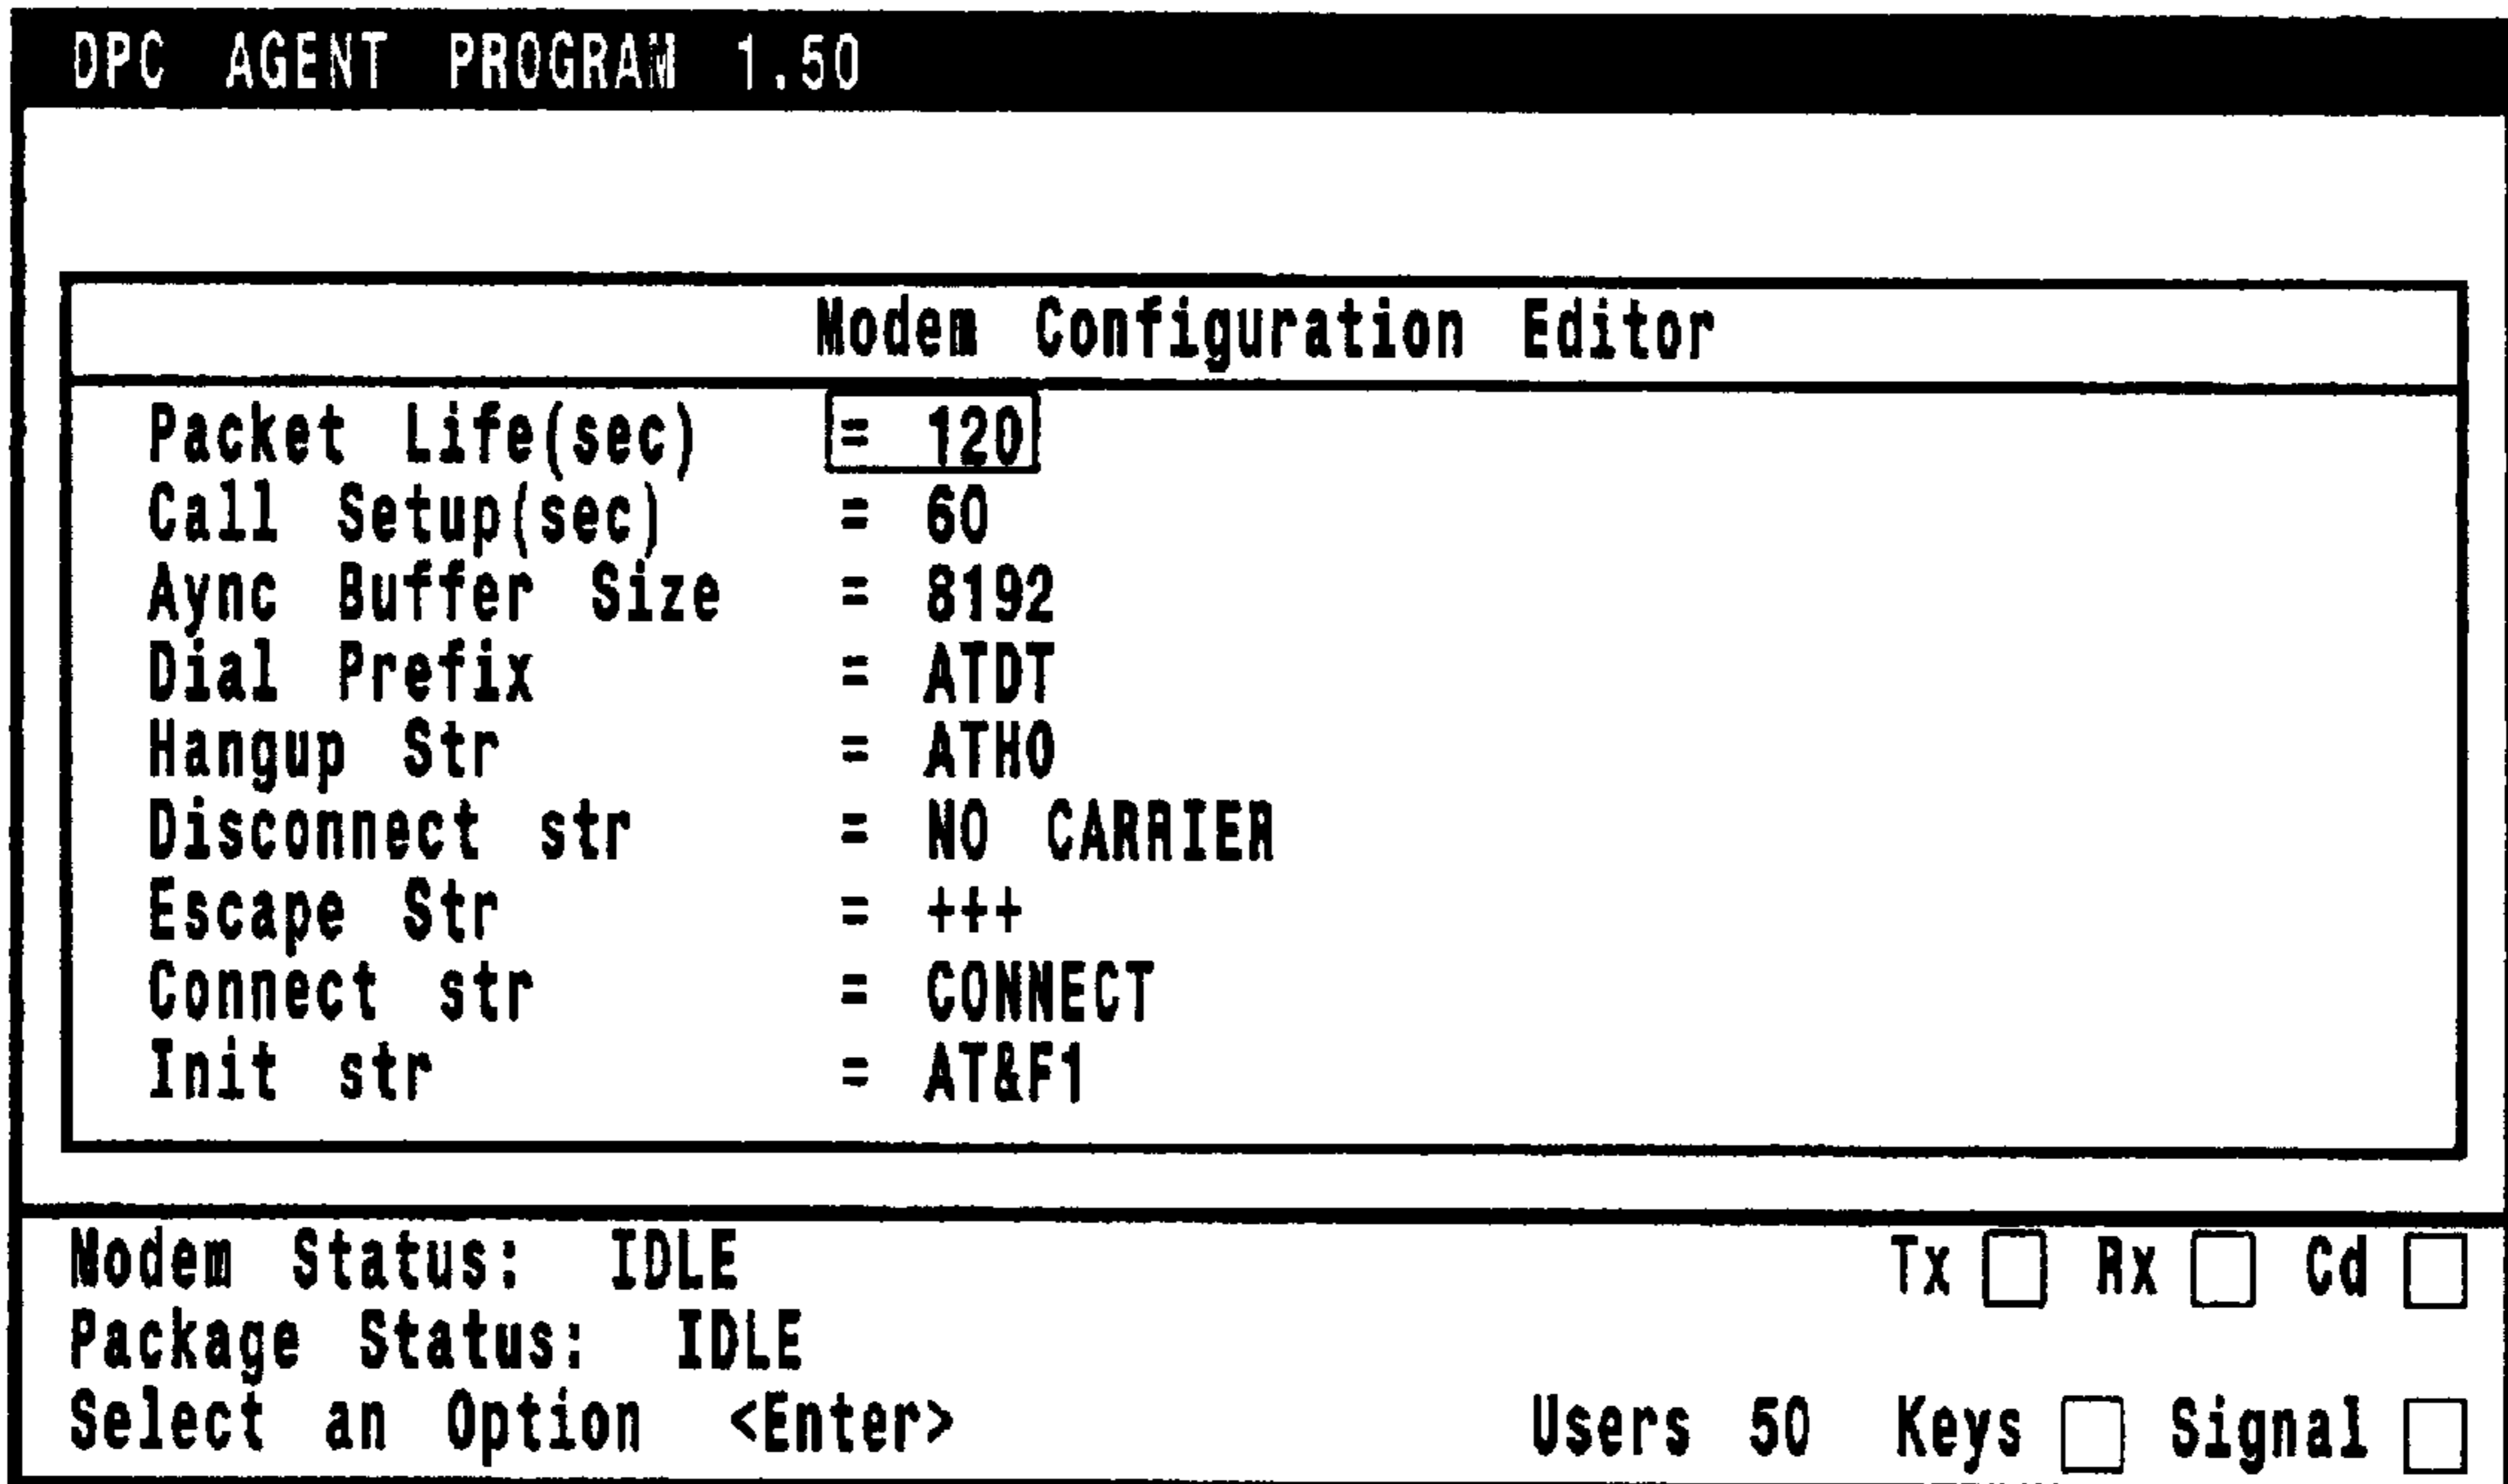 DPC AGENT PROGRAM 1.50
Modem Configuration Editor
Packet Life(sec) = 120
Call Setup(sec) = 60
Aync Buffer Size = 8192
Dial Prefix = ATDT
Hangup Str = ATH0
Disconnect str = NO CARRIER
Escape Str = +++
Connect str = CONNECT
Init str = AT&F1
Modem Status: IDLE Tx Rx Cd
Package Status: IDLE
Select an Option <Enter> Users 50 Keys Signal